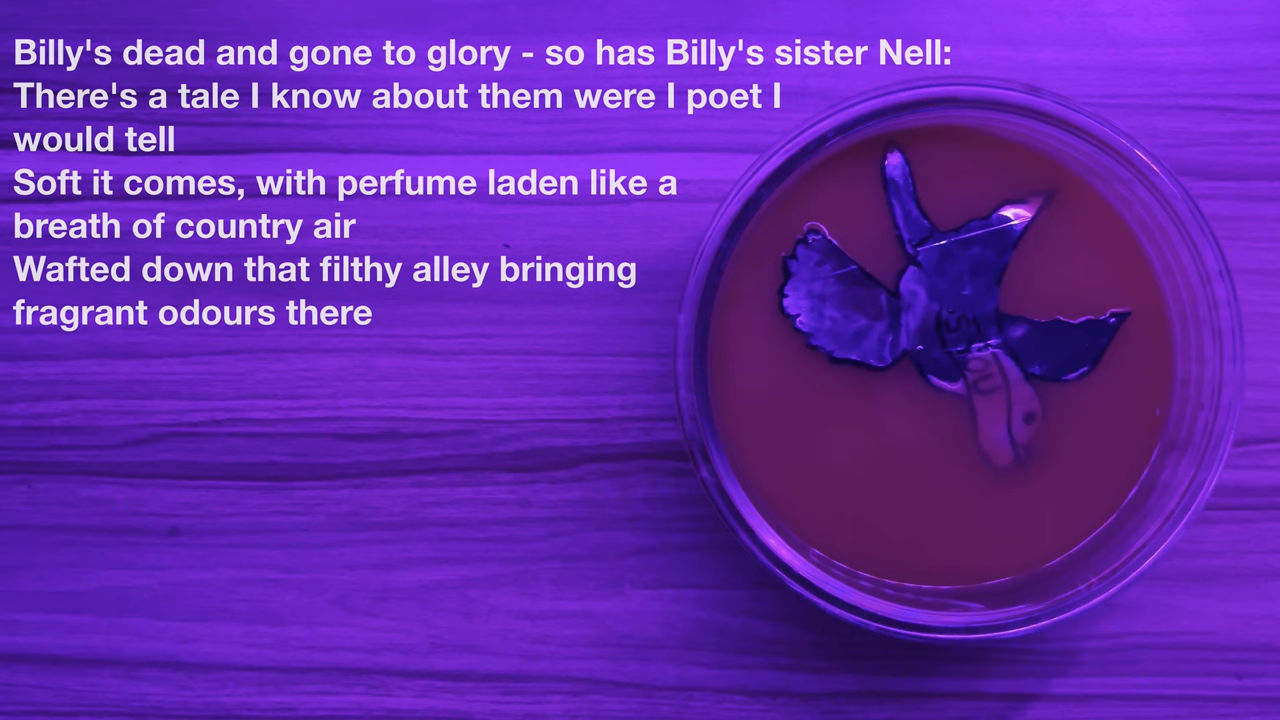 Billy's dead and gone to glory - so has Billy's sister Nell:
There's a tale I know about them were I poet I
would tell
Soft it comes, with perfume laden like a
breath of country air
Wafted down that filthy alley bringing
fragrant odours there